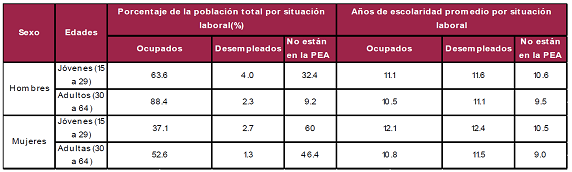 Sexo Edades Porcentaje de la población total por situación laboral(%) Años de escolaridad promedio por situación laboral
Ocupados Desempleados No están en la PEA Ocupados Desempleados No están en la PEA
Hombres
Jóvenes (15 a 29) 63.6 4.0 32.4 11.1 11.6 10.6
Adultos (30 a 64) 88.4 2.3 9.2 10.5 11.1 9.5
Mujeres
Jóvenes (15 a 29) 37.1 2.7 60 12.1 12.4 10.5
Adultas (30 a 64) 52.6 1.3 46.4 10.8 11.5 9.0